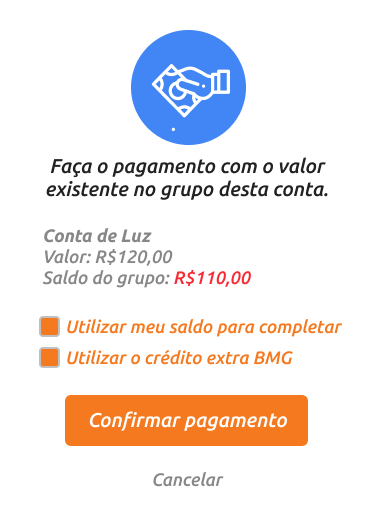 Faça o pagamento com o valor
existente no grupo desta conta.
Conta de Luz
Valor: R$120,00
Saldo do grupo: R$110,00
Utilizar meu saldo para completar
Utilizar o crédito extra BMG
Confirmar pagamento
Cancelar